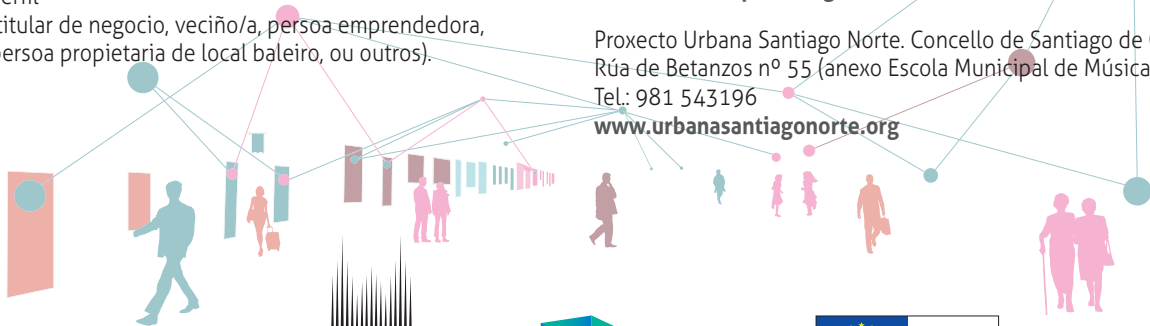 titular de negocio, veciño/a, persoa emprendedora,
persoa propietaria de local baleiro, ou outros).
Proxecto Urbana Santiago Norte. Concello de Santiago de
Rúa de Betanzos nº 55 (anexo Escola Municipal de Música
Tel.: 981 543196
www.urbanasantiagonorte.org